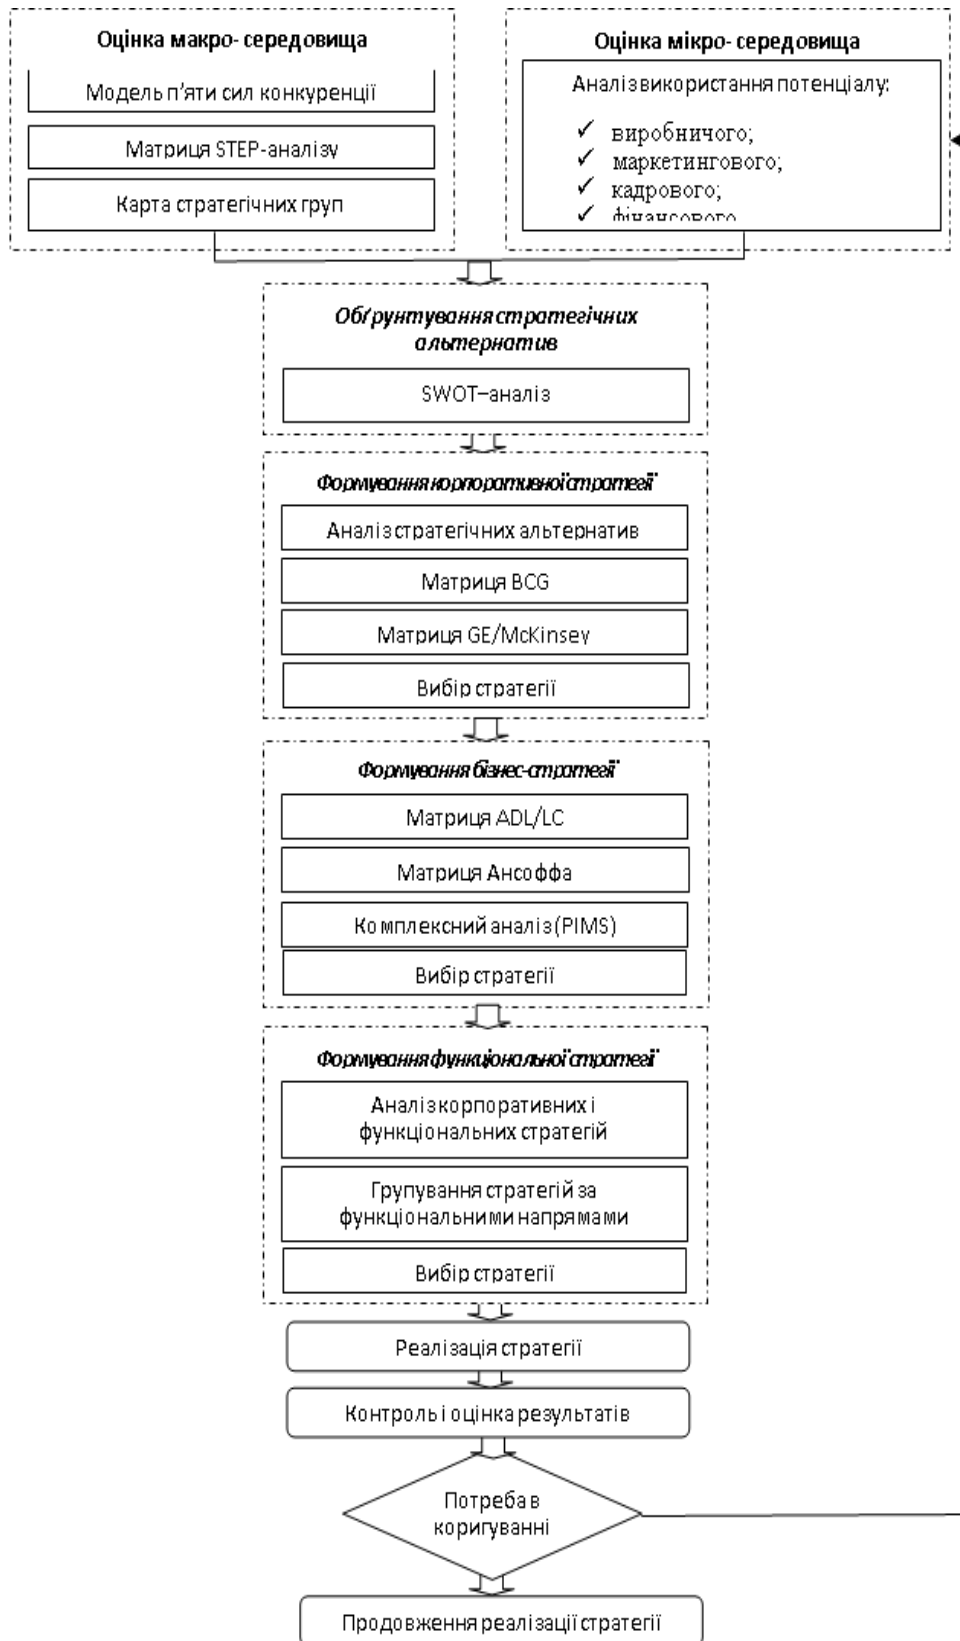 Оцінка макро- середовища
Модель п'яти сил конкуренції
Матриця STEP-аналізу
Карта стратегічних груп
Оцінка мікро- середовища
Аналіз використання потенціалу:
✓ виробничого;
✓ маркетингового;
✓ кадрового;
✓ фінансового
Обґрунтування стратегічних
альтернатив
SWOT–аналіз
Формування корпоративної стратегії
Аналіз стратегічних альтернатив
Матриця BCG
Матриця GE/McKinsey
Вибір стратегії
Формування бізнес-стратегії
Матриця ADL/LC
Матриця Ансоффа
Комплексний аналіз (PIMS)
Вибір стратегії
Формування функціональної стратегії
Аналіз корпоративних і
функціональних стратегій
Групування стратегій за
функціональними напрямами
Вибір стратегії
Реалізація стратегії
Контроль і оцінка результатів
Потреба в
коригуванні
Продовження реалізації стратегії